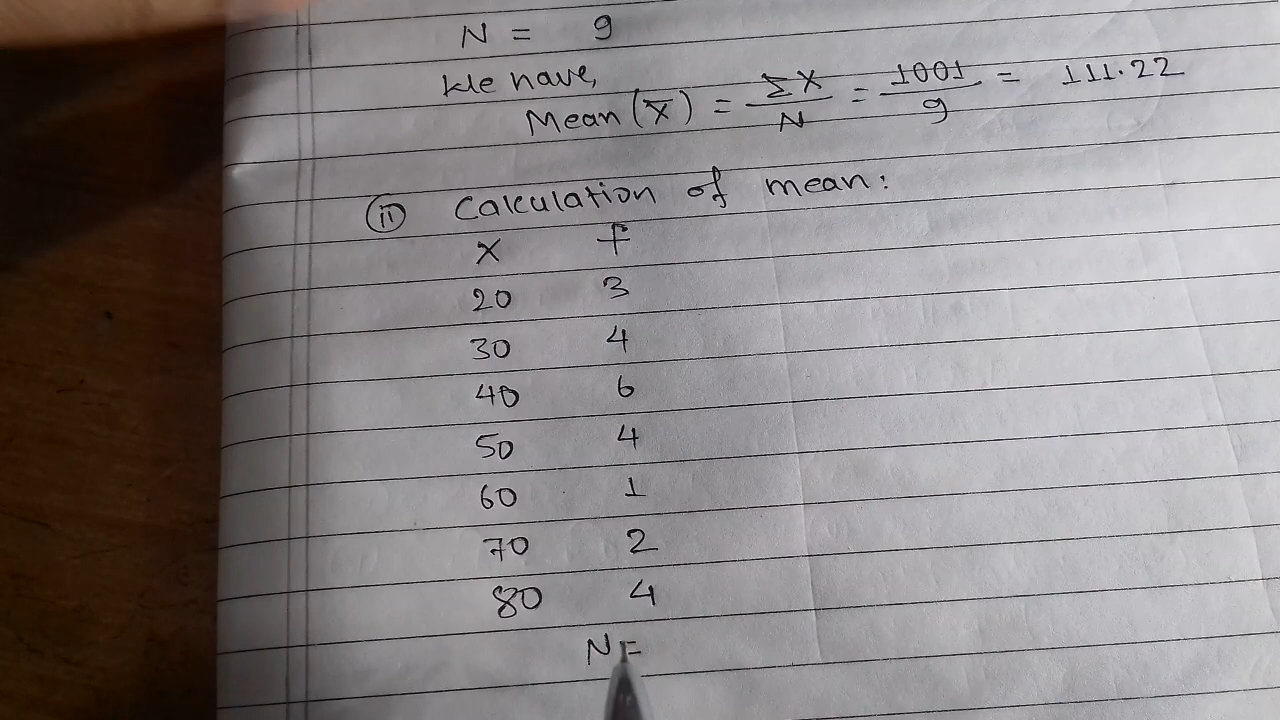 N = 9
We have,
Mean (X̅) = ΣX/N = 1001/9 = 111.22
(ii) Calculation of mean:
X f
20 3
30 4
40 6
50 4
60 1
70 2
80 4
N =